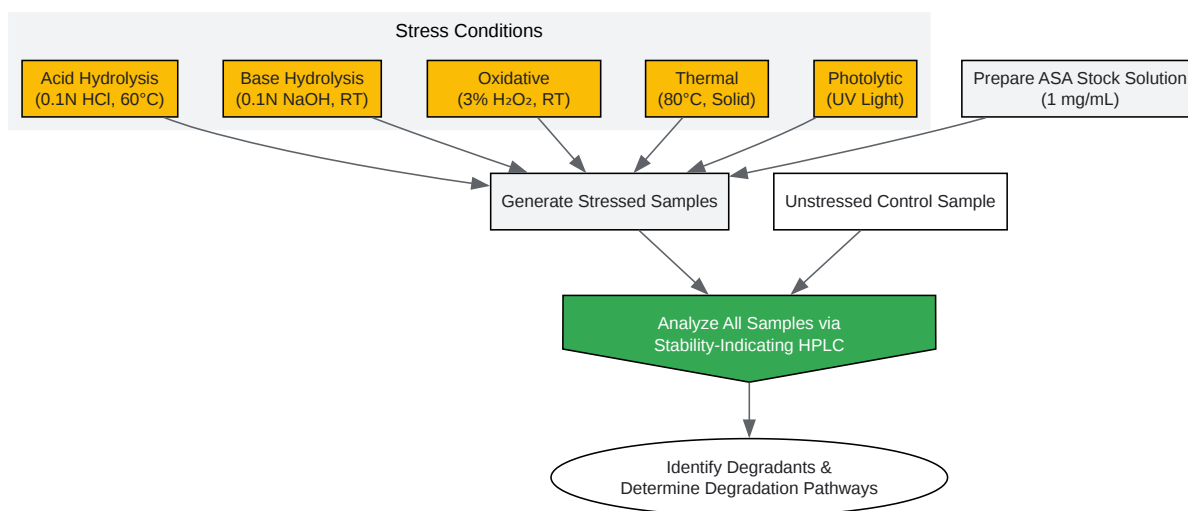 Stress Conditions
Acid Hydrolysis
(0.1N HCl, 60°C)
Base Hydrolysis
(0.1N NaOH, RT)
Oxidative
(3% H₂O₂, RT)
Thermal
(80°C, Solid)
Photolytic
(UV Light)
Prepare ASA Stock Solution
(1 mg/mL)
Generate Stressed Samples
Unstressed Control Sample
Analyze All Samples via
Stability-Indicating HPLC
Identify Degradants &
Determine Degradation Pathways